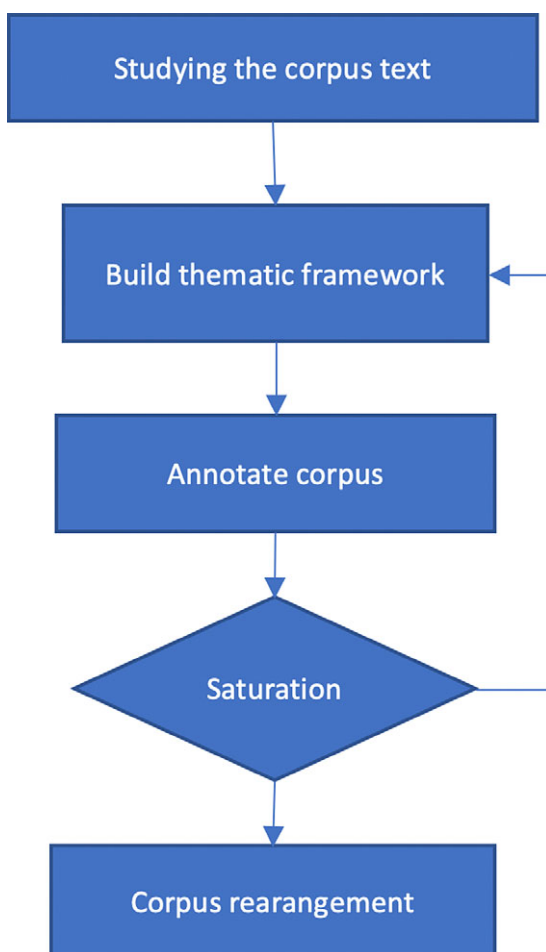 Studying the corpus text
Build thematic framework
Annotate corpus
Saturation
Corpus rearangement